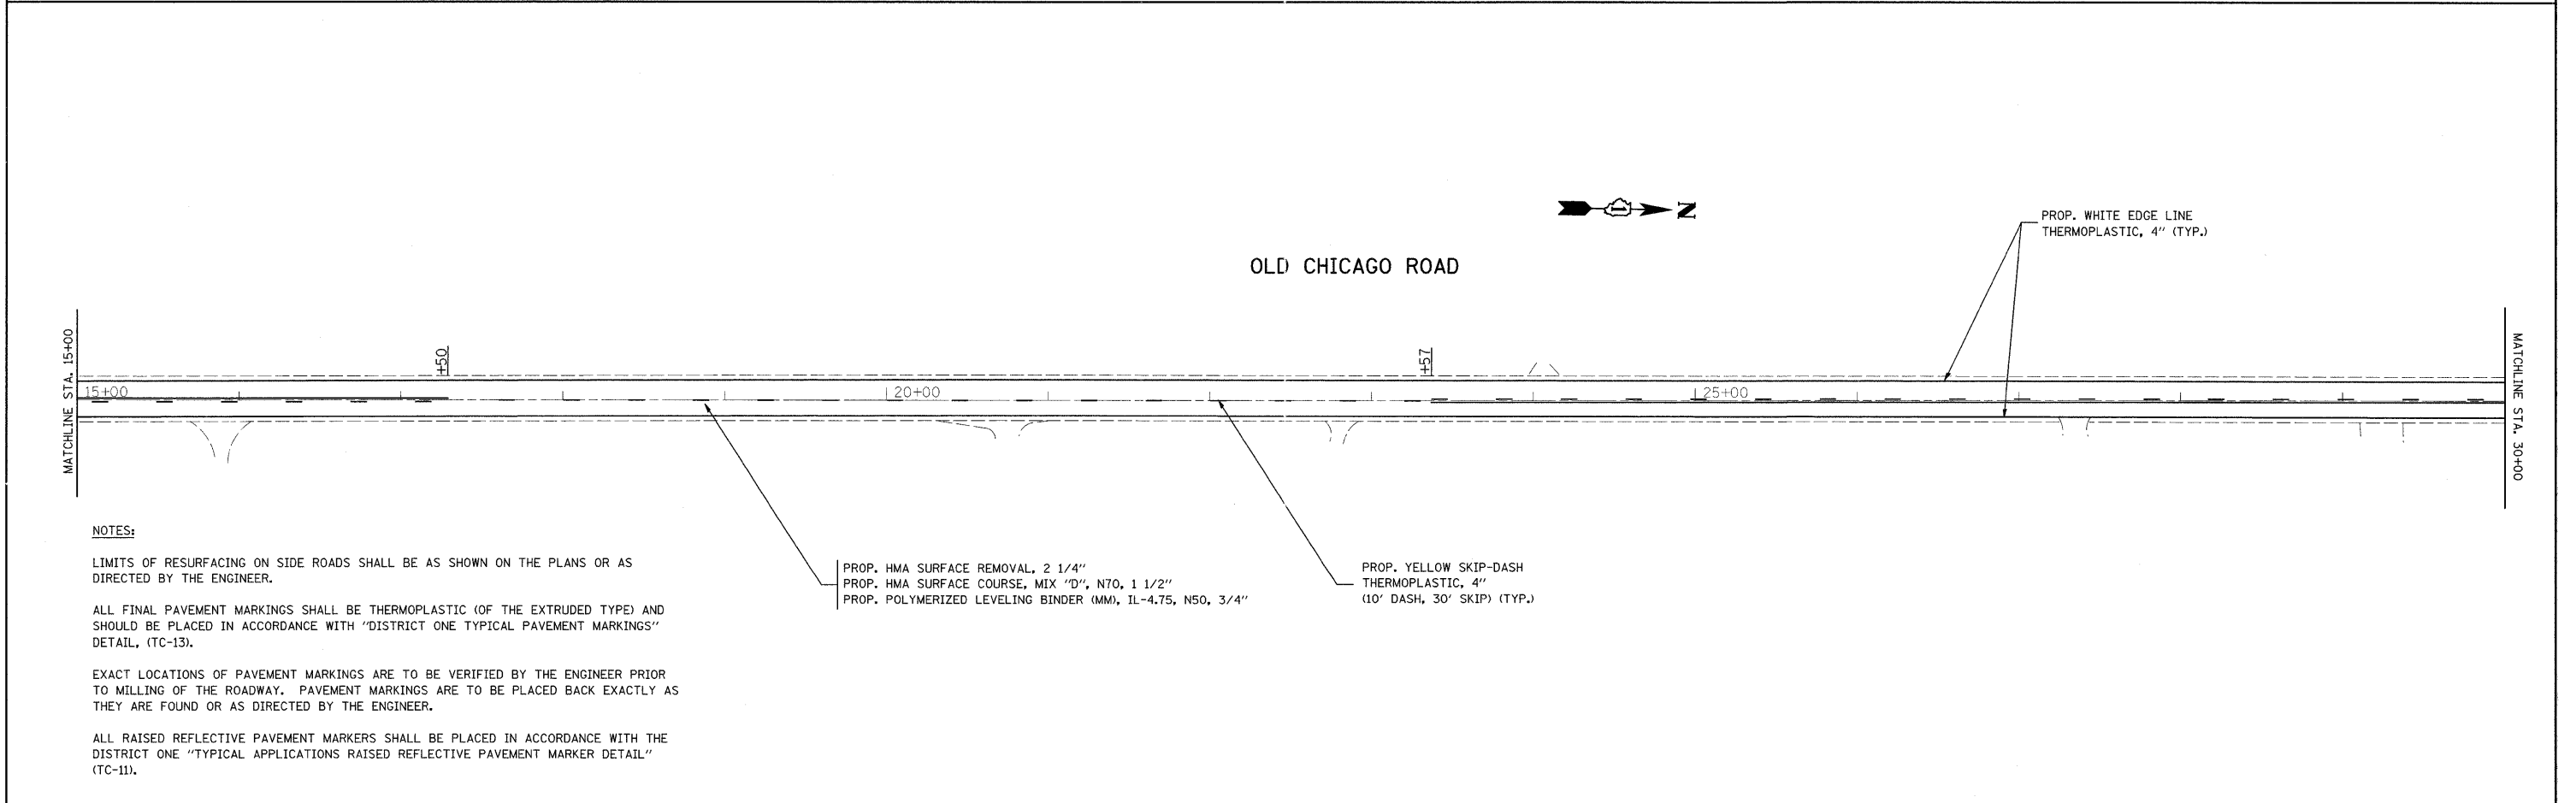 N
PROP. WHITE EDGE LINE
THERMOPLASTIC, 4" (TYP.)
OLD CHICAGO ROAD
MATCHLINE STA. 15+00
+50
+57
15+00
20+00
25+00
MATCHLINE STA. 30+00
NOTES:
LIMITS OF RESURFACING ON SIDE ROADS SHALL BE AS SHOWN ON THE PLANS OR AS
DIRECTED BY THE ENGINEER.
ALL FINAL PAVEMENT MARKINGS SHALL BE THERMOPLASTIC (OF THE EXTRUDED TYPE) AND
SHOULD BE PLACED IN ACCORDANCE WITH "DISTRICT ONE TYPICAL PAVEMENT MARKINGS"
DETAIL, (TC-13).
EXACT LOCATIONS OF PAVEMENT MARKINGS ARE TO BE VERIFIED BY THE ENGINEER PRIOR
TO MILLING OF THE ROADWAY. PAVEMENT MARKINGS ARE TO BE PLACED BACK EXACTLY AS
THEY ARE FOUND OR AS DIRECTED BY THE ENGINEER.
ALL RAISED REFLECTIVE PAVEMENT MARKERS SHALL BE PLACED IN ACCORDANCE WITH THE
DISTRICT ONE "TYPICAL APPLICATIONS RAISED REFLECTIVE PAVEMENT MARKER DETAIL"
(TC-11).
PROP. HMA SURFACE REMOVAL, 2 1/4"
PROP. HMA SURFACE COURSE, MIX "D", N70, 1 1/2"
PROP. POLYMERIZED LEVELING BINDER (MM), IL-4.75, N50, 3/4"
PROP. YELLOW SKIP-DASH
THERMOPLASTIC, 4"
(10' DASH, 30' SKIP) (TYP.)